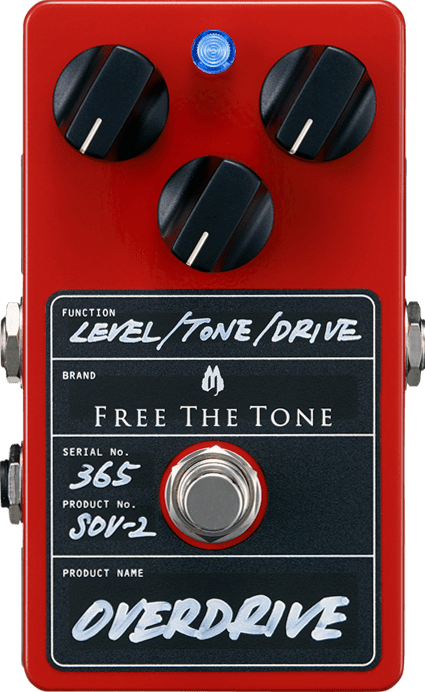 FUNCTION
LEVEL/TONE/DRIVE
BRAND
FREE THE TONE
SERIAL No.
365
PRODUCT No.
SOV-2
PRODUCT NAME
OVERDRIVE